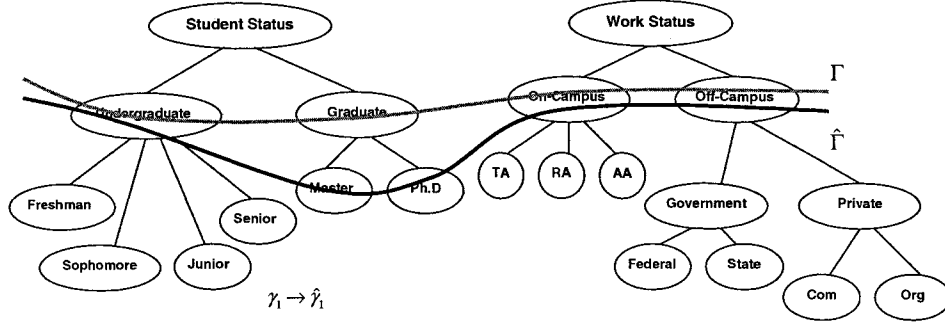 Student Status
Work Status
Γ
Undergraduate
Graduate
On-Campus
Off-Campus
Γ̂
Master
Ph.D
TA
RA
AA
Freshman
Senior
Government
Private
Sophomore
Junior
Federal
State
Com
Org
γ₁ → γ̂₁